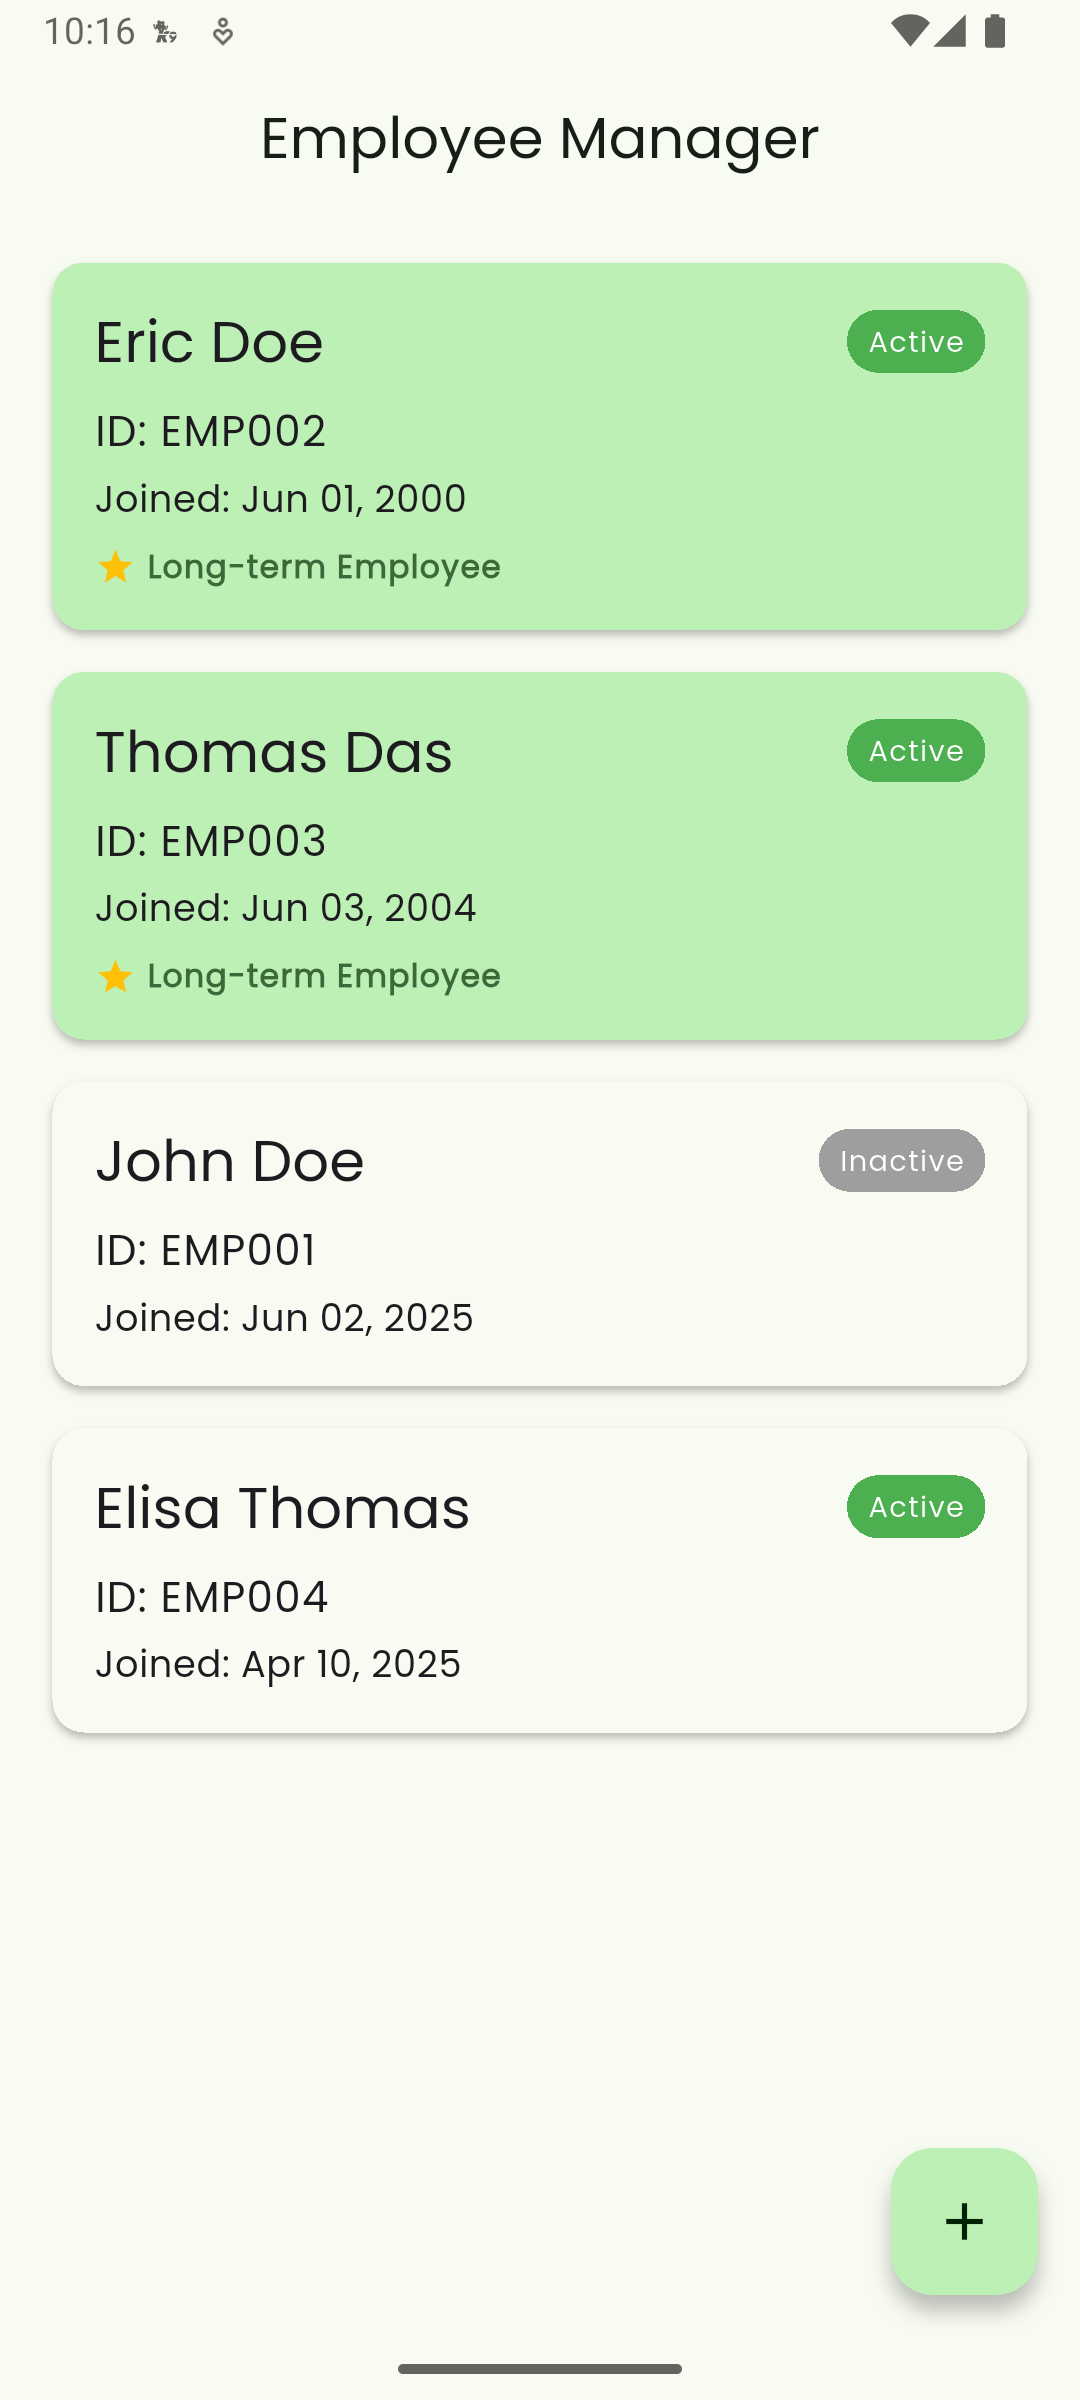 10:16
Employee Manager
Eric Doe
Active
ID: EMP002
Joined: Jun 01, 2000
Long-term Employee
Thomas Das
Active
ID: EMP003
Joined: Jun 03, 2004
Long-term Employee
John Doe
Inactive
ID: EMP001
Joined: Jun 02, 2025
Elisa Thomas
Active
ID: EMP004
Joined: Apr 10, 2025